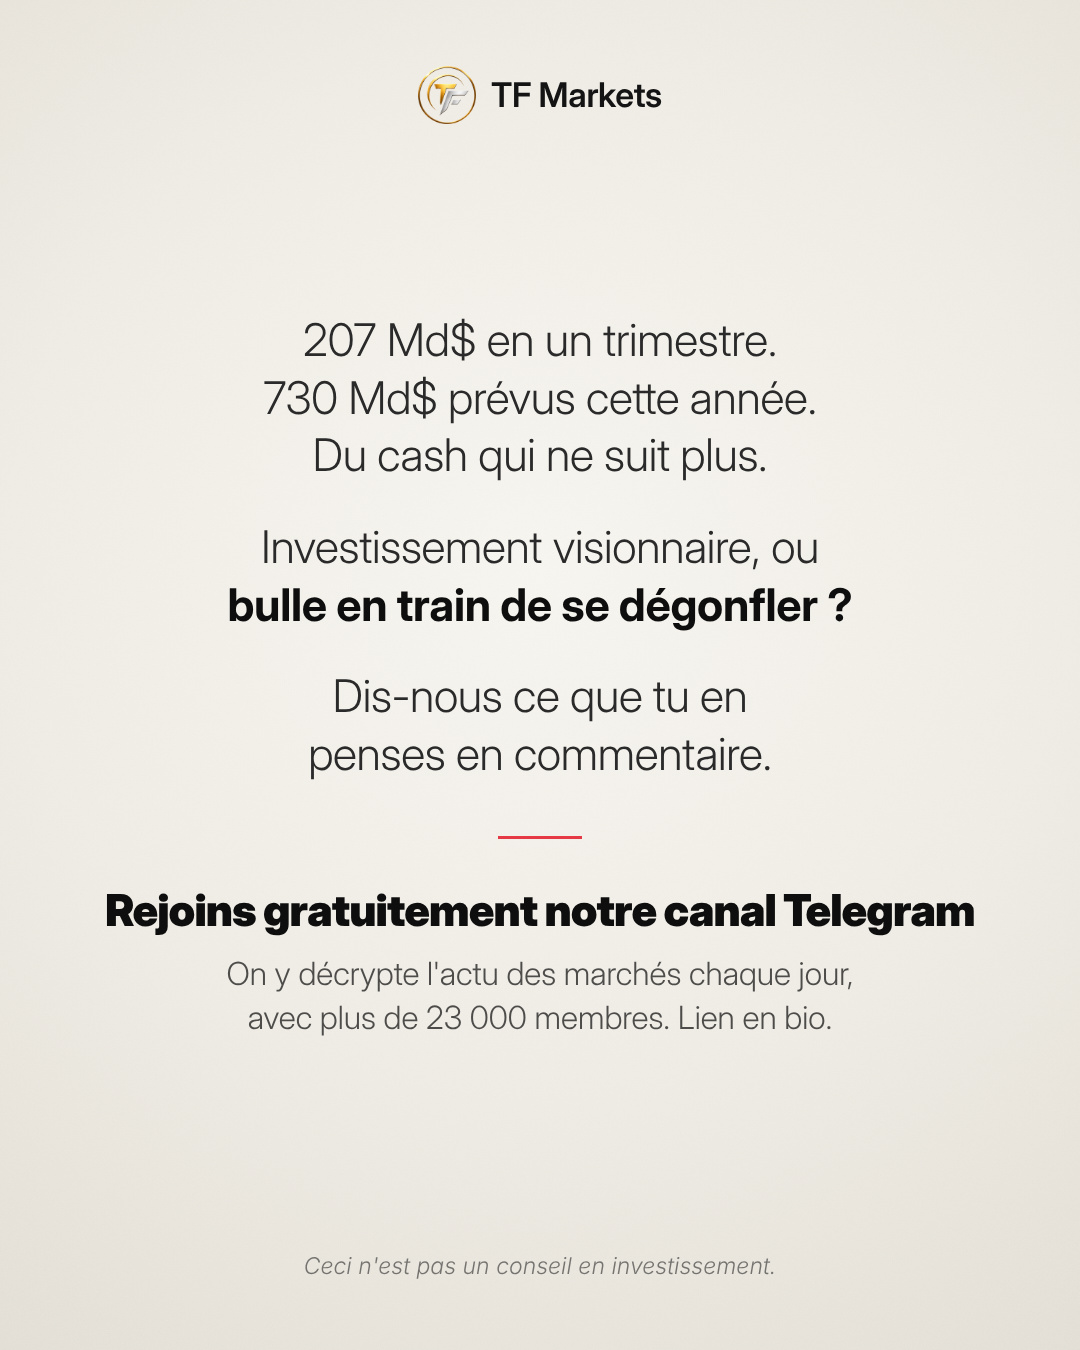 TF Markets
207 Md$ en un trimestre.
730 Md$ prévus cette année.
Du cash qui ne suit plus.
Investissement visionnaire, ou
bulle en train de se dégonfler ?
Dis-nous ce que tu en
penses en commentaire.
Rejoins gratuitement notre canal Telegram
On y décrypte l'actu des marchés chaque jour,
avec plus de 23 000 membres. Lien en bio.
Ceci n'est pas un conseil en investissement.